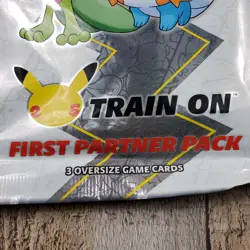 TRAIN ON
FIRST PARTNER PACK
3 OVERSIZE GAME CARDS